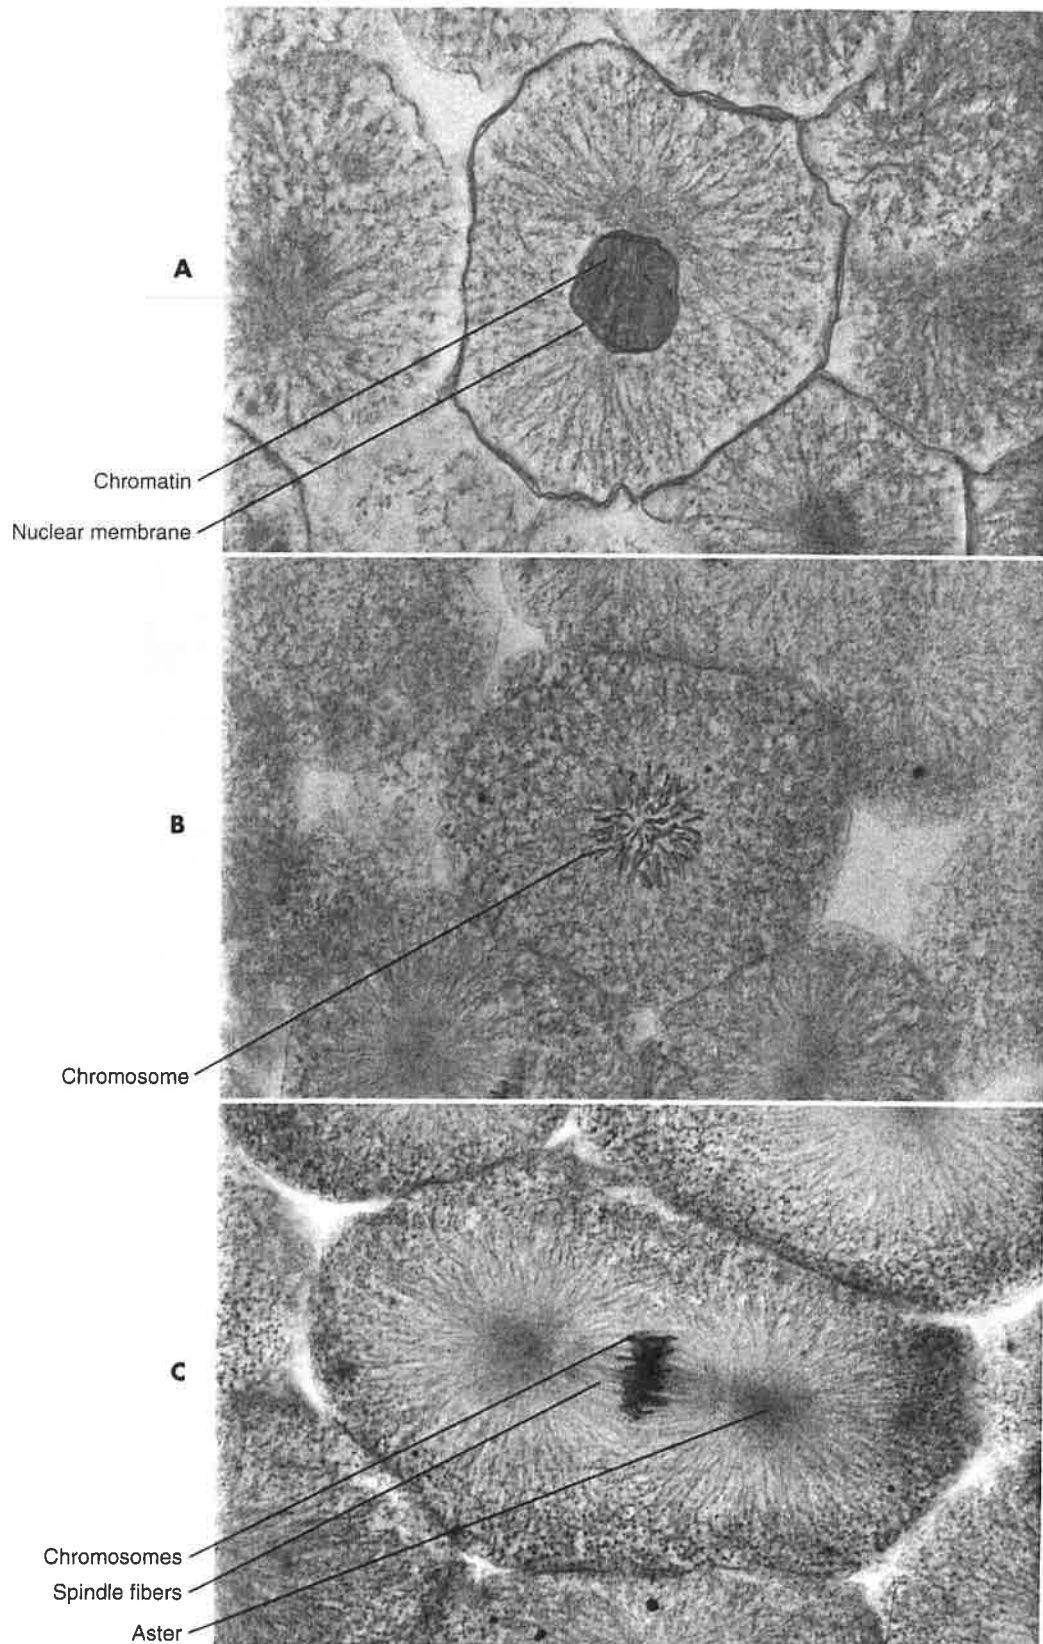 A
Chromatin
Nuclear membrane
B
Chromosome
C
Chromosomes
Spindle fibers
Aster